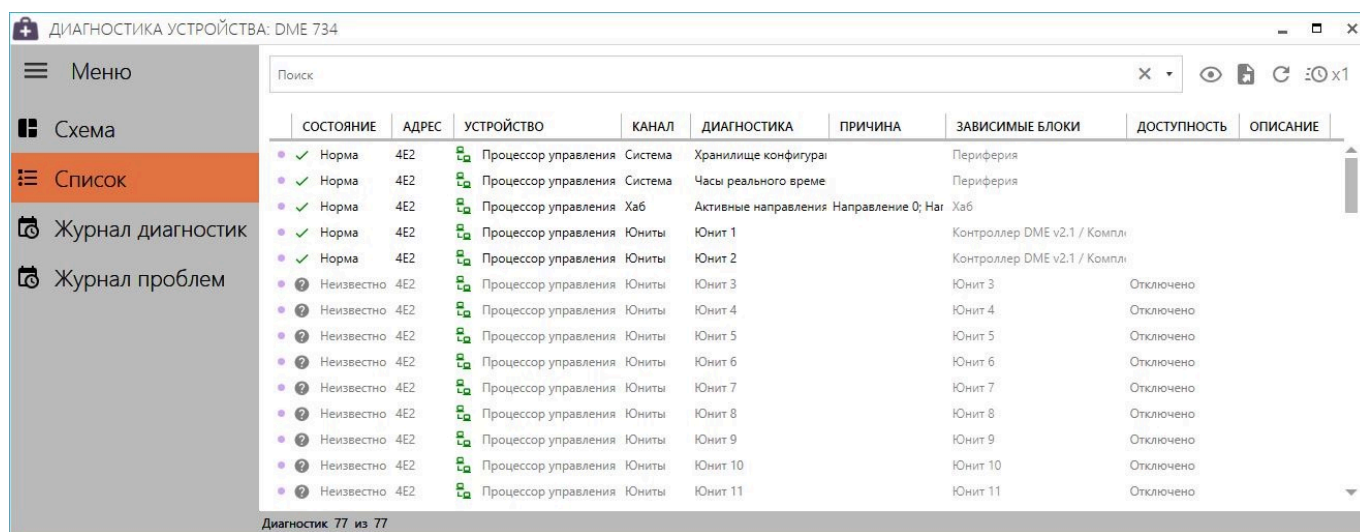 ДИАГНОСТИКА УСТРОЙСТВА: DME 734
Меню
Поиск
x1
Схема
Список
Журнал диагностик
Журнал проблем
СОСТОЯНИЕ АДРЕС УСТРОЙСТВО КАНАЛ ДИАГНОСТИКА ПРИЧИНА ЗАВИСИМЫЕ БЛОКИ ДОСТУПНОСТЬ ОПИСАНИЕ
Норма 4E2 Процессор управления Система Хранилище конфигура Периферия
Норма 4E2 Процессор управления Система Часы реального време Периферия
Норма 4E2 Процессор управления Хаб Активные направления Направление 0; Нап Хаб
Норма 4E2 Процессор управления Юниты Юнит 1 Контроллер DME v2.1 / Компл
Норма 4E2 Процессор управления Юниты Юнит 2 Контроллер DME v2.1 / Компл
Неизвестно 4E2 Процессор управления Юниты Юнит 3 Юнит 3 Отключено
Неизвестно 4E2 Процессор управления Юниты Юнит 4 Юнит 4 Отключено
Неизвестно 4E2 Процессор управления Юниты Юнит 5 Юнит 5 Отключено
Неизвестно 4E2 Процессор управления Юниты Юнит 6 Юнит 6 Отключено
Неизвестно 4E2 Процессор управления Юниты Юнит 7 Юнит 7 Отключено
Неизвестно 4E2 Процессор управления Юниты Юнит 8 Юнит 8 Отключено
Неизвестно 4E2 Процессор управления Юниты Юнит 9 Юнит 9 Отключено
Неизвестно 4E2 Процессор управления Юниты Юнит 10 Юнит 10 Отключено
Неизвестно 4E2 Процессор управления Юниты Юнит 11 Юнит 11 Отключено
Диагностик 77 из 77